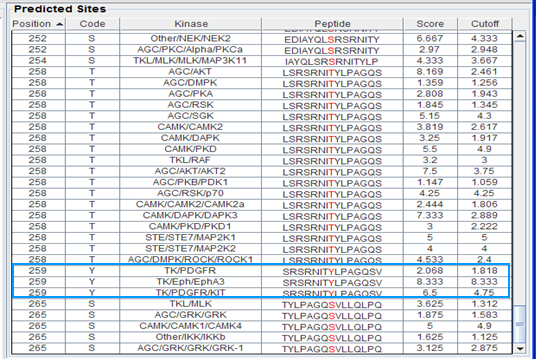 Predicted Sites
Position Code Kinase Peptide Score Cutoff
252 S Other/NEK/NEK2 EDIAYQLSRSRNITY 6.667 4.333
252 S AGC/PKC/Alpha/PKCa EDIAYQLSRSRNITY 2.97 2.948
254 S TKL/MLK/MLK/MAP3K11 IAYQLSRSRNITYLP 4.333 3.667
258 T AGC/AKT LSRSRNITYLPAGQS 8.169 2.461
258 T AGC/DMPK LSRSRNITYLPAGQS 1.359 1.256
258 T AGC/PKA LSRSRNITYLPAGQS 2.808 1.943
258 T AGC/RSK LSRSRNITYLPAGQS 1.845 1.345
258 T AGC/SGK LSRSRNITYLPAGQS 5.15 4.3
258 T CAMK/CAMK2 LSRSRNITYLPAGQS 3.819 2.617
258 T CAMK/DAPK LSRSRNITYLPAGQS 3.25 1.917
258 T CAMK/PKD LSRSRNITYLPAGQS 5.5 4.9
258 T TKL/RAF LSRSRNITYLPAGQS 3.2 3
258 T AGC/AKT/AKT2 LSRSRNITYLPAGQS 7.5 3.75
258 T AGC/PKB/PDK1 LSRSRNITYLPAGQS 1.147 1.059
258 T AGC/RSK/p70 LSRSRNITYLPAGQS 4.25 4.25
258 T CAMK/CAMK2/CAMK2a LSRSRNITYLPAGQS 2.444 1.806
258 T CAMK/DAPK/DAPK3 LSRSRNITYLPAGQS 7.333 2.889
258 T CAMK/PKD/PKD1 LSRSRNITYLPAGQS 3 2.222
258 T STE/STE7/MAP2K1 LSRSRNITYLPAGQS 5 5
258 T STE/STE7/MAP2K2 LSRSRNITYLPAGQS 4 4
258 T AGC/DMPK/ROCK/ROCK1 LSRSRNITYLPAGQS 4.533 2.4
259 Y TK/PDGFR SRSRNITYLPAGQSV 2.068 1.818
259 Y TK/Eph/EphA3 SRSRNITYLPAGQSV 8.333 8.333
259 Y TK/PDGFR/KIT SRSRNITYLPAGQSV 6.5 4.75
265 S TKL/MLK TYLPAGQSVLLQLPK 3.625 1.312
265 S AGC/GRK/GRK TYLPAGQSVLLQLPK 1.875 1.583
265 S CAMK/CAMK1/CAMK4 TYLPAGQSVLLQLPK 5 4.9
265 S Other/IKK/IKKb TYLPAGQSVLLQLPK 1.625 1.125
265 S AGC/GRK/GRK/GRK-1 TYLPAGQSVLLQLPK 3.125 2.875